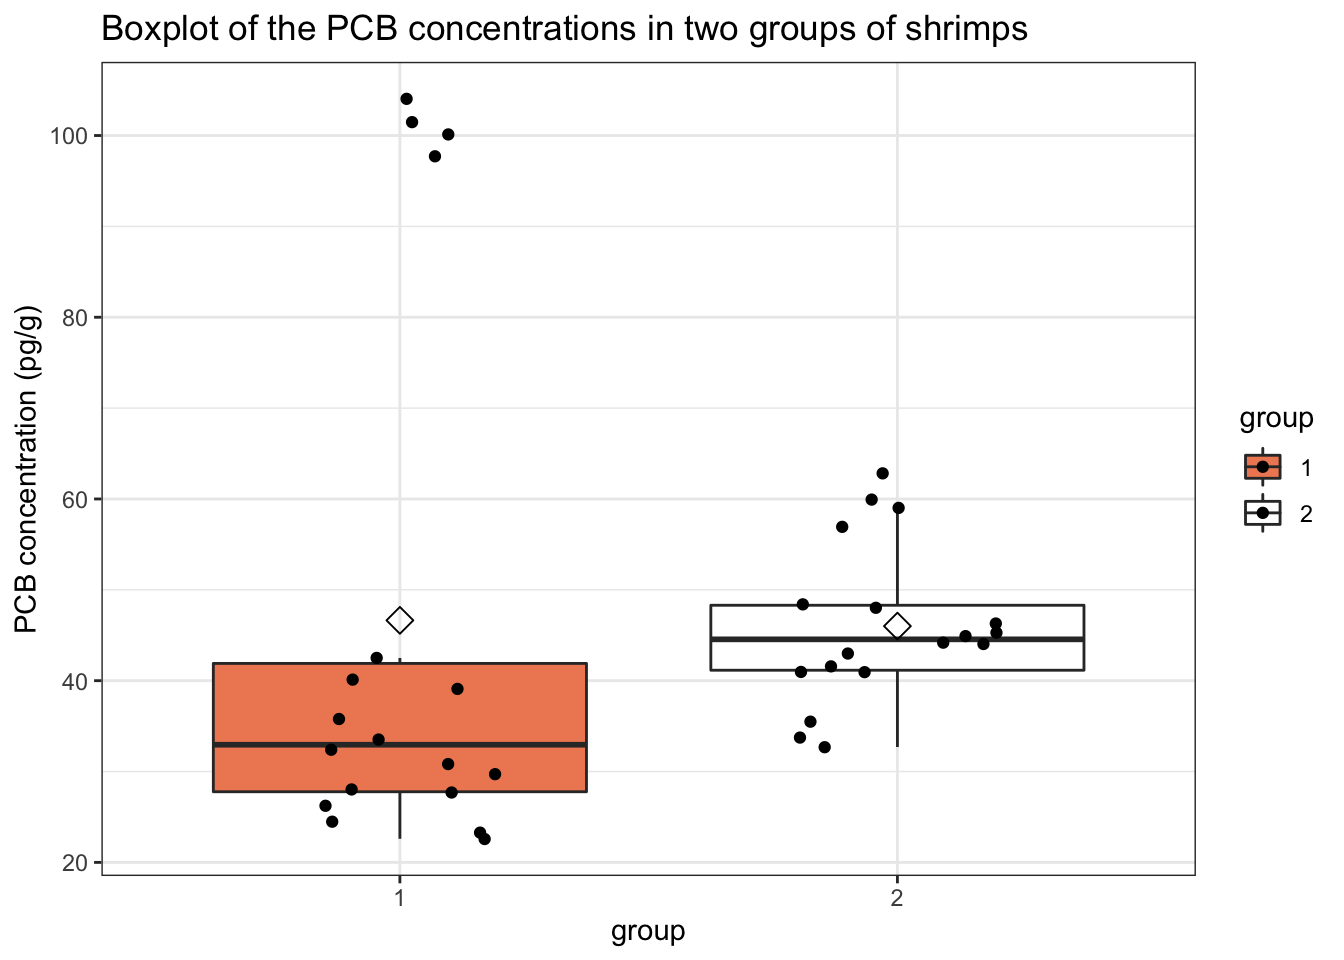 Boxplot of the PCB concentrations in two groups of shrimps
PCB concentration (pg/g)
100
80
60
40
20
1
2
group
group
1
2